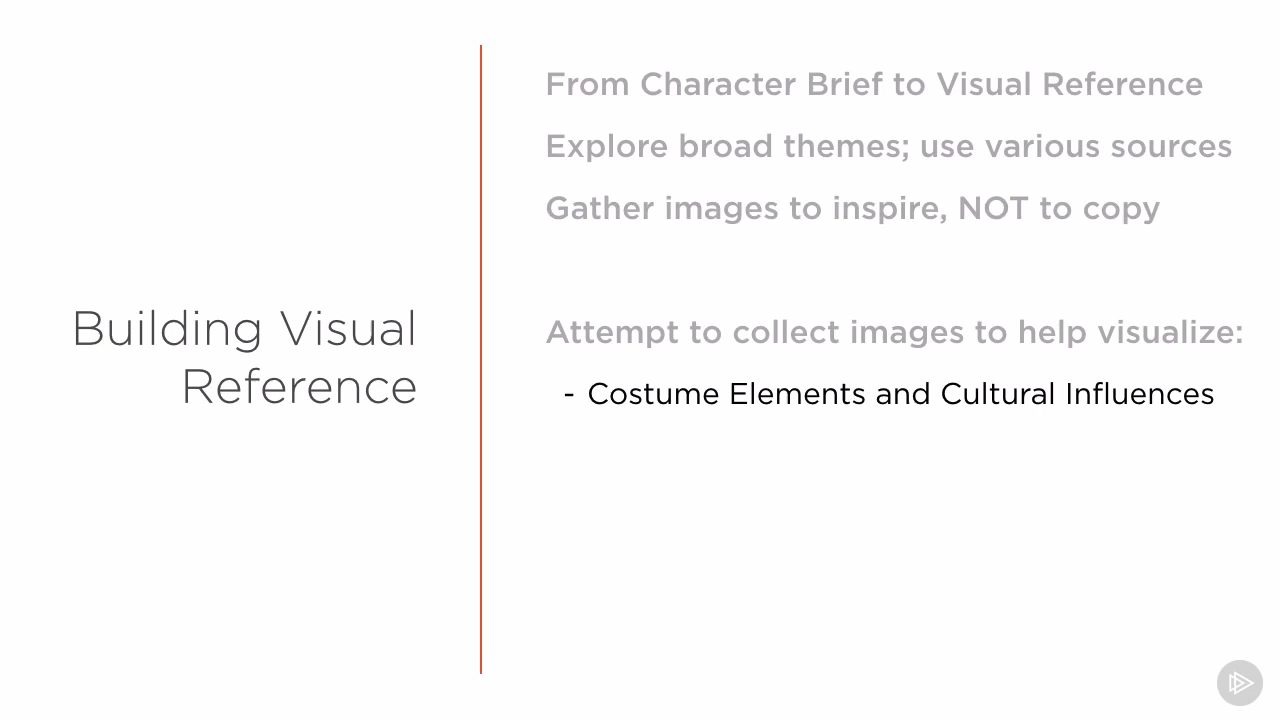 Building Visual
Reference
From Character Brief to Visual Reference
Explore broad themes; use various sources
Gather images to inspire, NOT to copy
Attempt to collect images to help visualize:
- Costume Elements and Cultural Influences